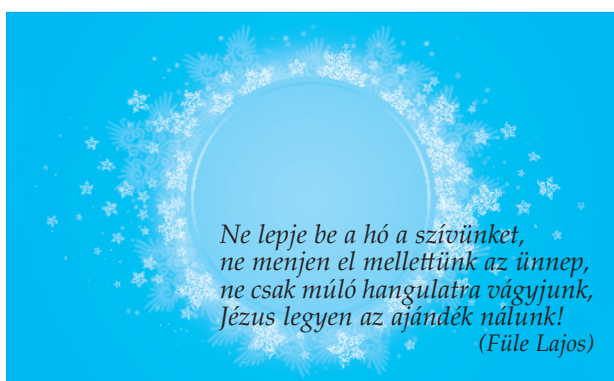 Ne lepje be a hó a szívünket,
ne menjen el mellettünk az ünnep,
ne csak múló hangulatra vágyjunk,
Jézus legyen az ajándék nálunk!
(Füle Lajos)